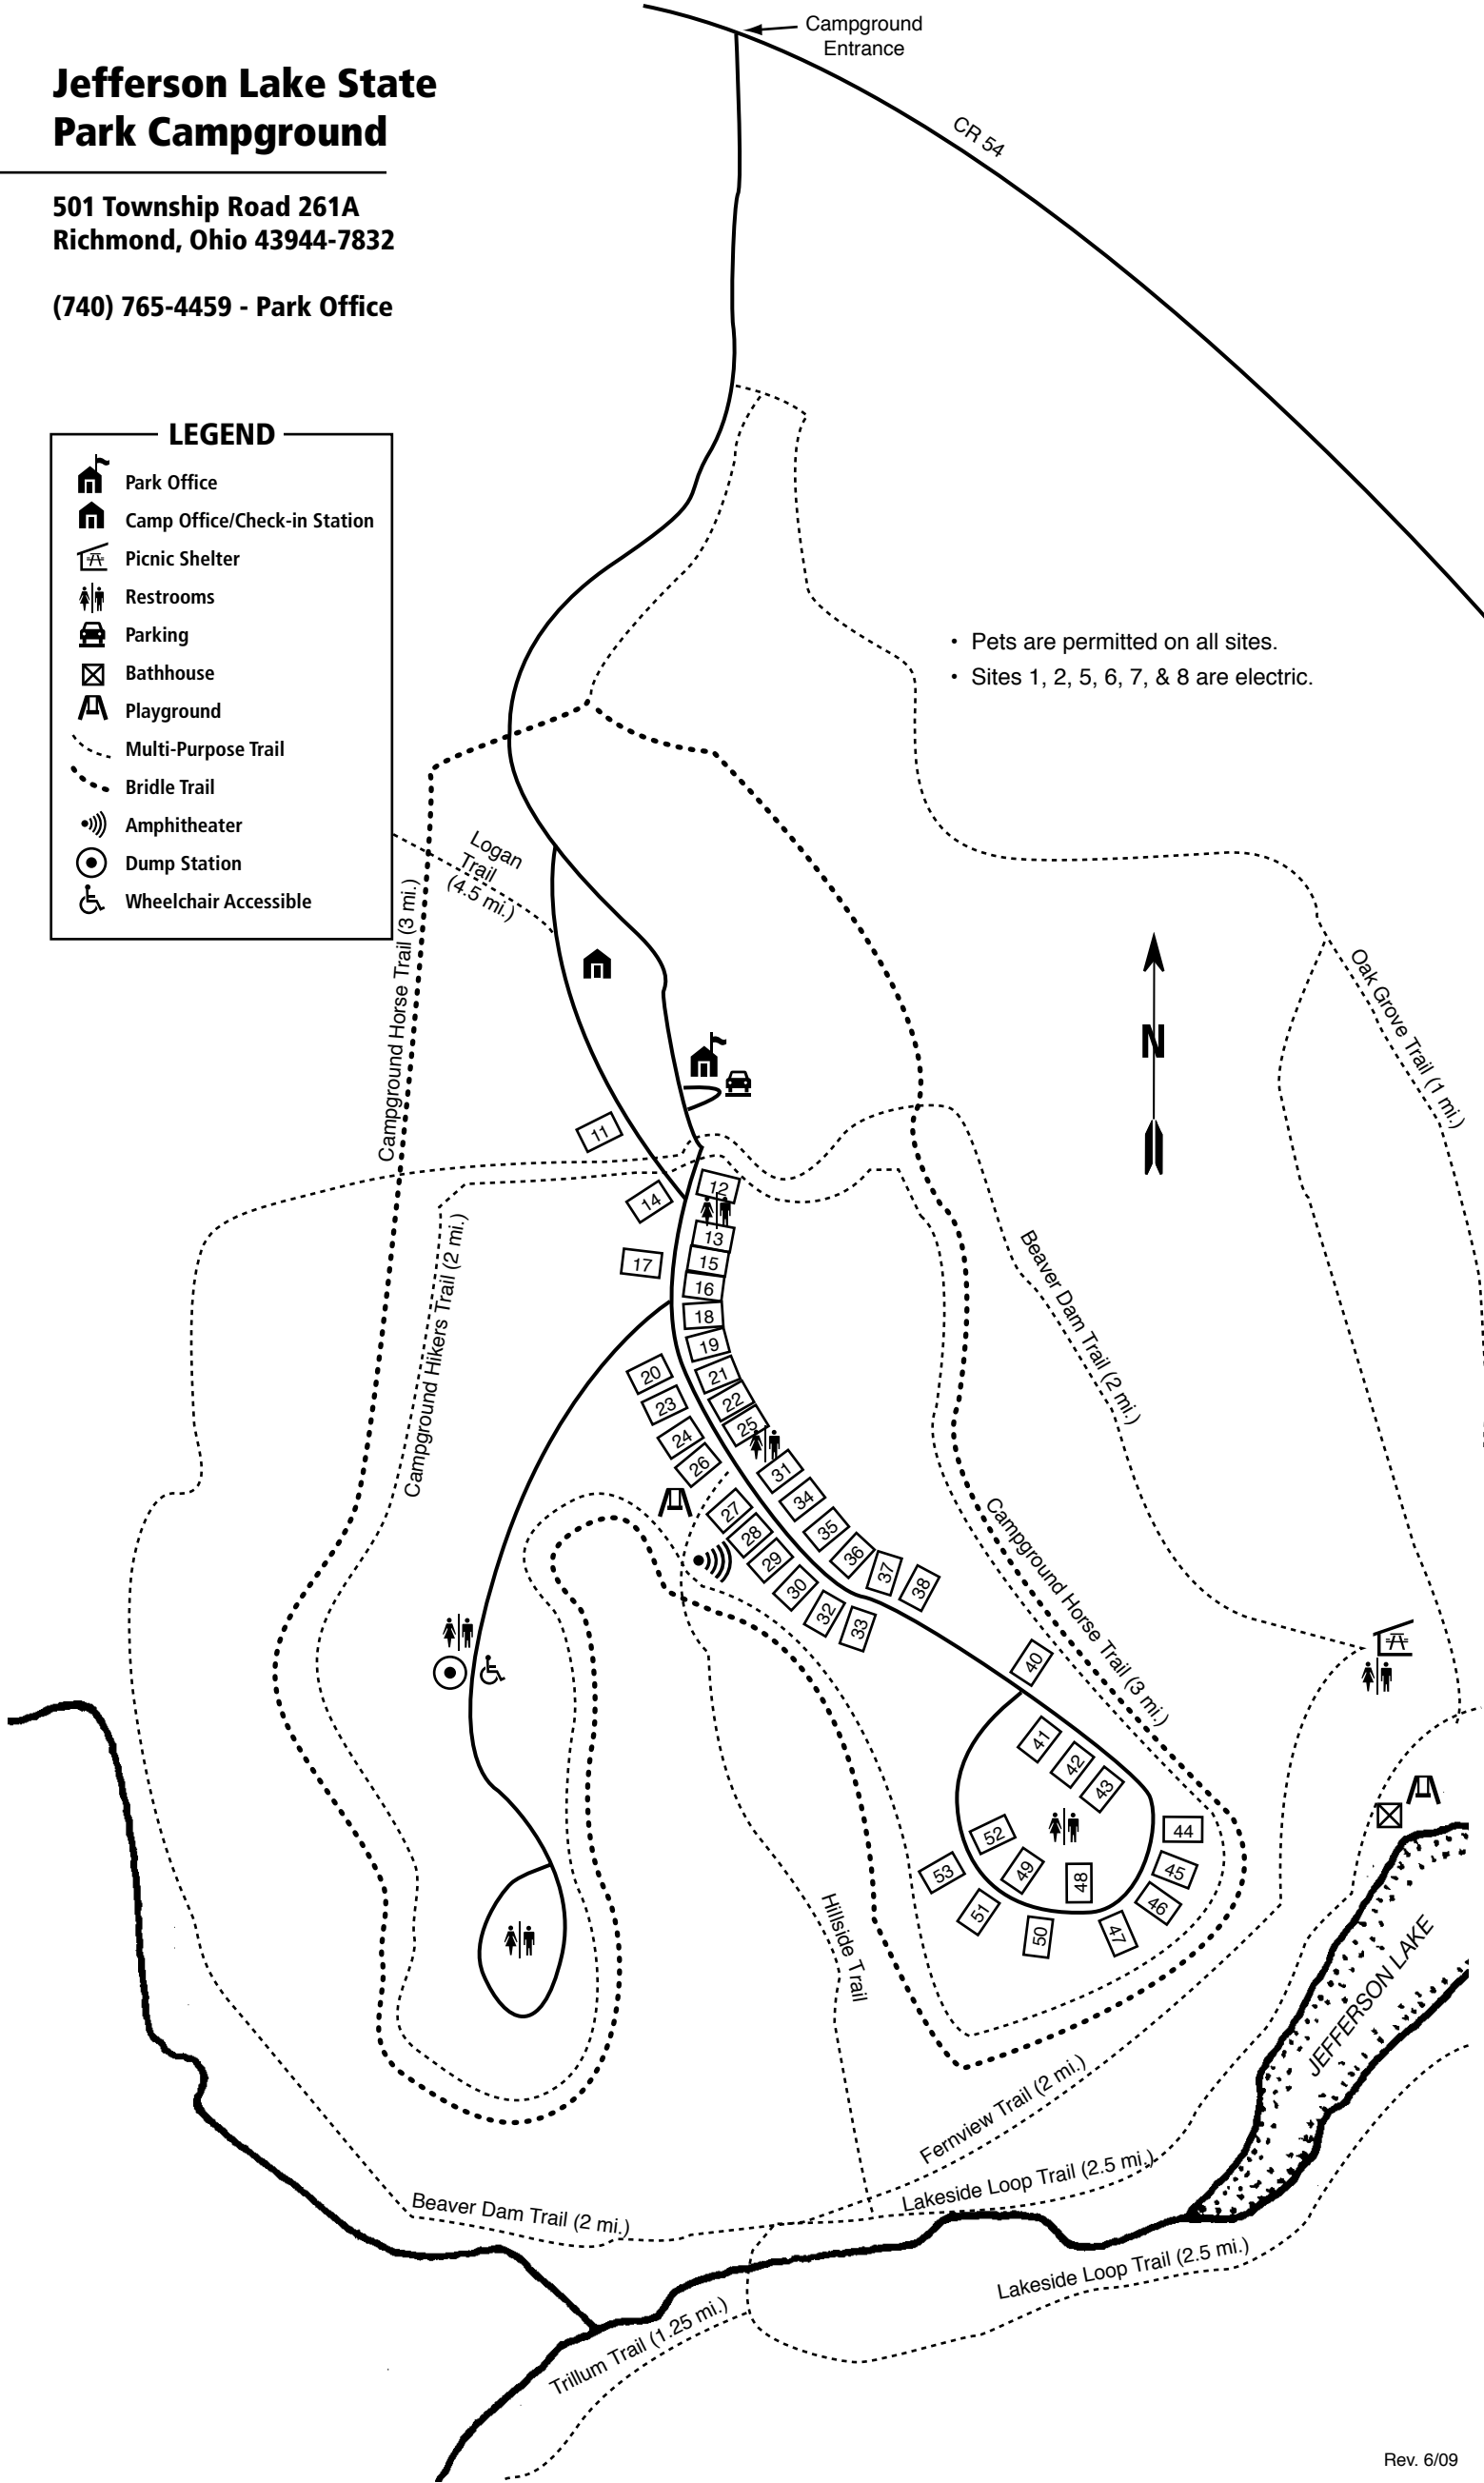 Campground
Entrance
Jefferson Lake State
Park Campground
CR 54
501 Township Road 261A
Richmond, Ohio 43944-7832
(740) 765-4459 - Park Office
LEGEND
Park Office
Camp Office/Check-in Station
Picnic Shelter
Restrooms
Parking
Bathhouse
Playground
Multi-Purpose Trail
Bridle Trail
Amphitheater
Dump Station
Wheelchair Accessible
• Pets are permitted on all sites.
• Sites 1, 2, 5, 6, 7, & 8 are electric.
Logan
Trail
(4.5 mi.)
Campground Horse Trail (3 mi.)
Oak Grove Trail (1 mi.)
N
11
12
14
13
17
15
16
18
19
20
21
22
23
25
24
26
31
27
34
28
35
29
36
30
37
38
32
33
Campground Hikers Trail (2 mi.)
Beaver Dam Trail (2 mi.)
Campground Horse Trail (3 mi.)
40
41
42
43
44
52
45
53
49
48
46
51
50
47
Hillside Trail
JEFFERSON LAKE
Fernview Trail (2 mi.)
Lakeside Loop Trail (2.5 mi.)
Beaver Dam Trail (2 mi.)
Lakeside Loop Trail (2.5 mi.)
Trillum Trail (1.25 mi.)
Rev. 6/09